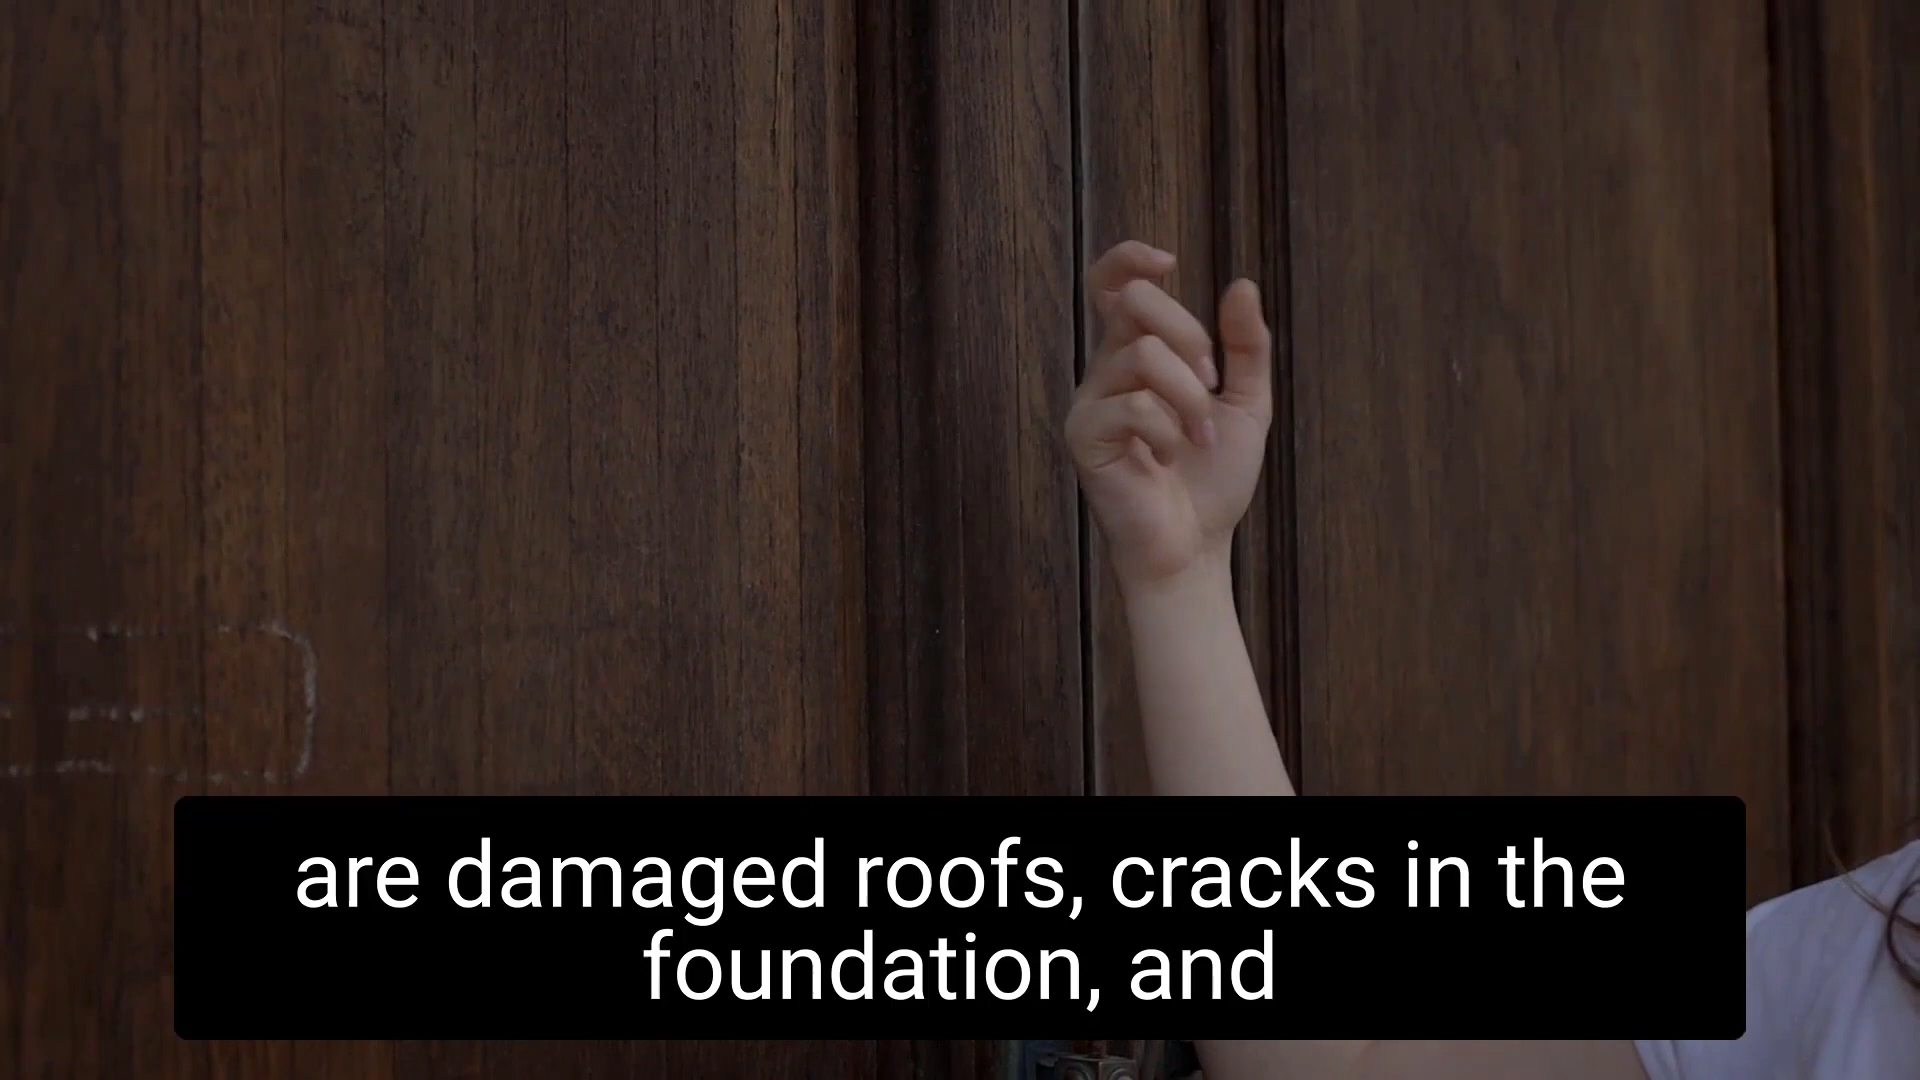 are damaged roofs, cracks in the
foundation, and